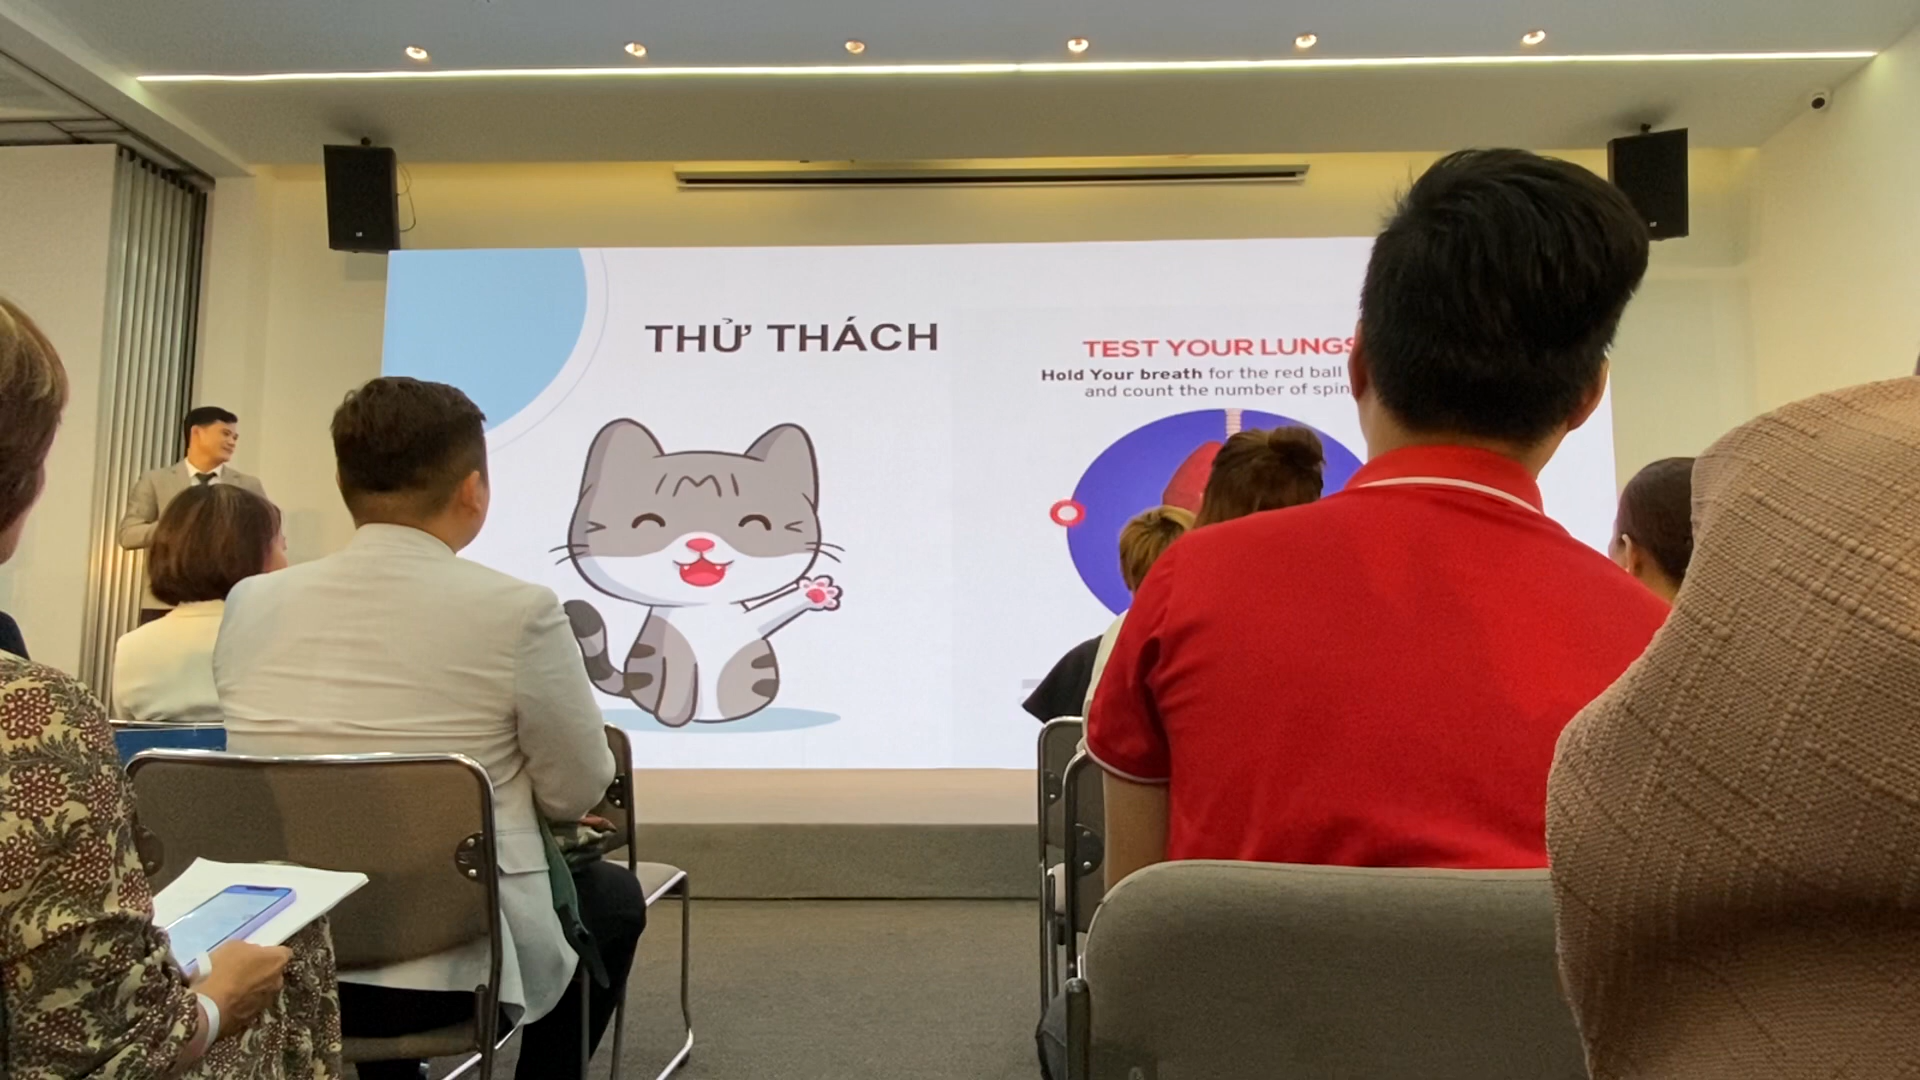 THỬ THÁCH
TEST YOUR LUNGS
Hold Your breath for the red ball
and count the number of spin